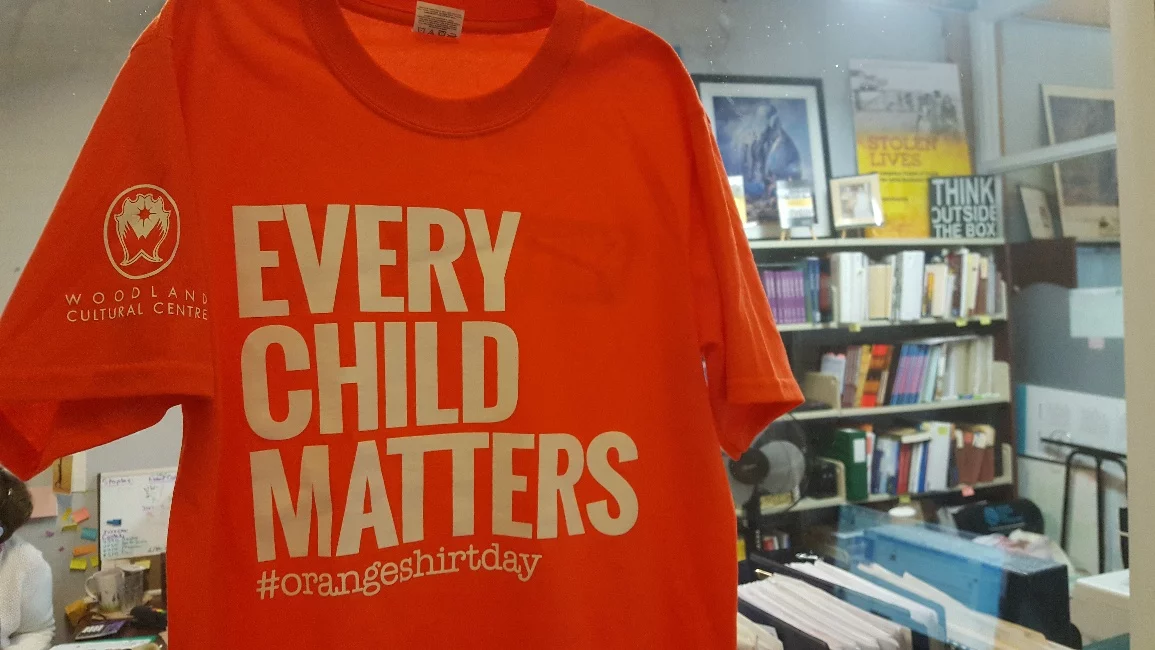 WOODLAND
CULTURAL CENTRE
EVERY
CHILD
MATTERS
#orangeshirtday
STOLEN
LIVES
THINK
OUTSIDE
THE BOX